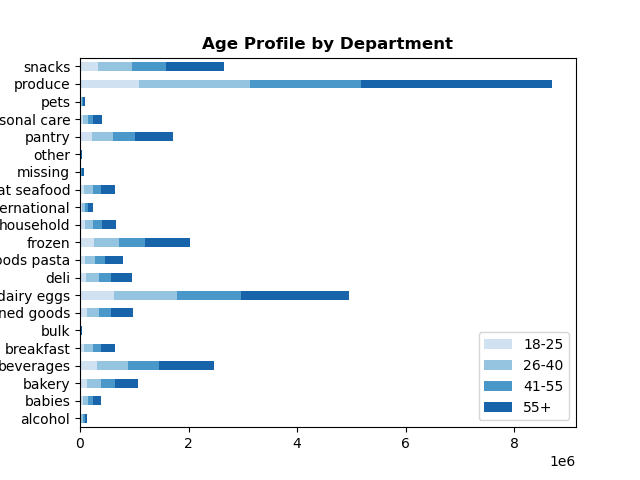 Age Profile by Department
snacks
produce
pets
sonal care
pantry
other
missing
at seafood
ernational
household
frozen
oods pasta
deli
dairy eggs
ned goods
bulk
breakfast
beverages
bakery
babies
alcohol
18-25
26-40
41-55
55+
0 2 4 6 8
1e6